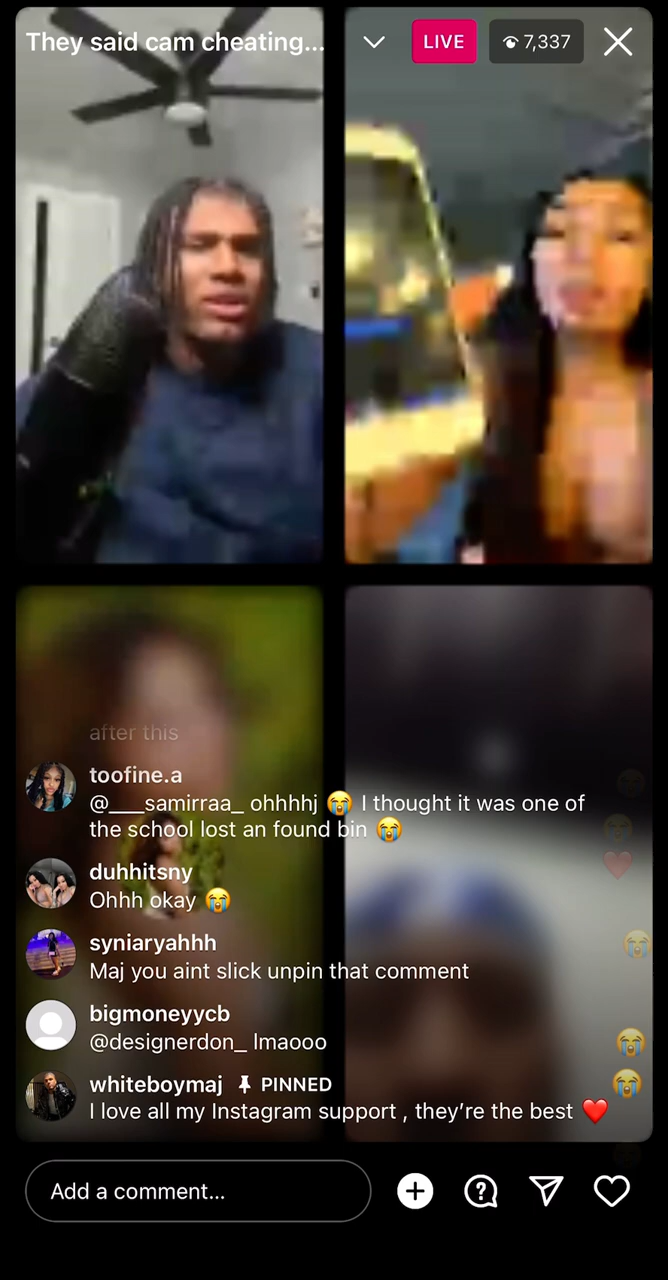 They said cam cheating...
LIVE
7,337
after this
toofine.a
@____samirraa_ ohhhhj 😭 I thought it was one of
the school lost an found bin 😭
duhhitsny
Ohhh okay 😭
syniaryahhh
Maj you aint slick unpin that comment
bigmoneyycb
@designerdon_ lmaooo
whiteboymaj PINNED
I love all my Instagram support , they’re the best ❤️
Add a comment...